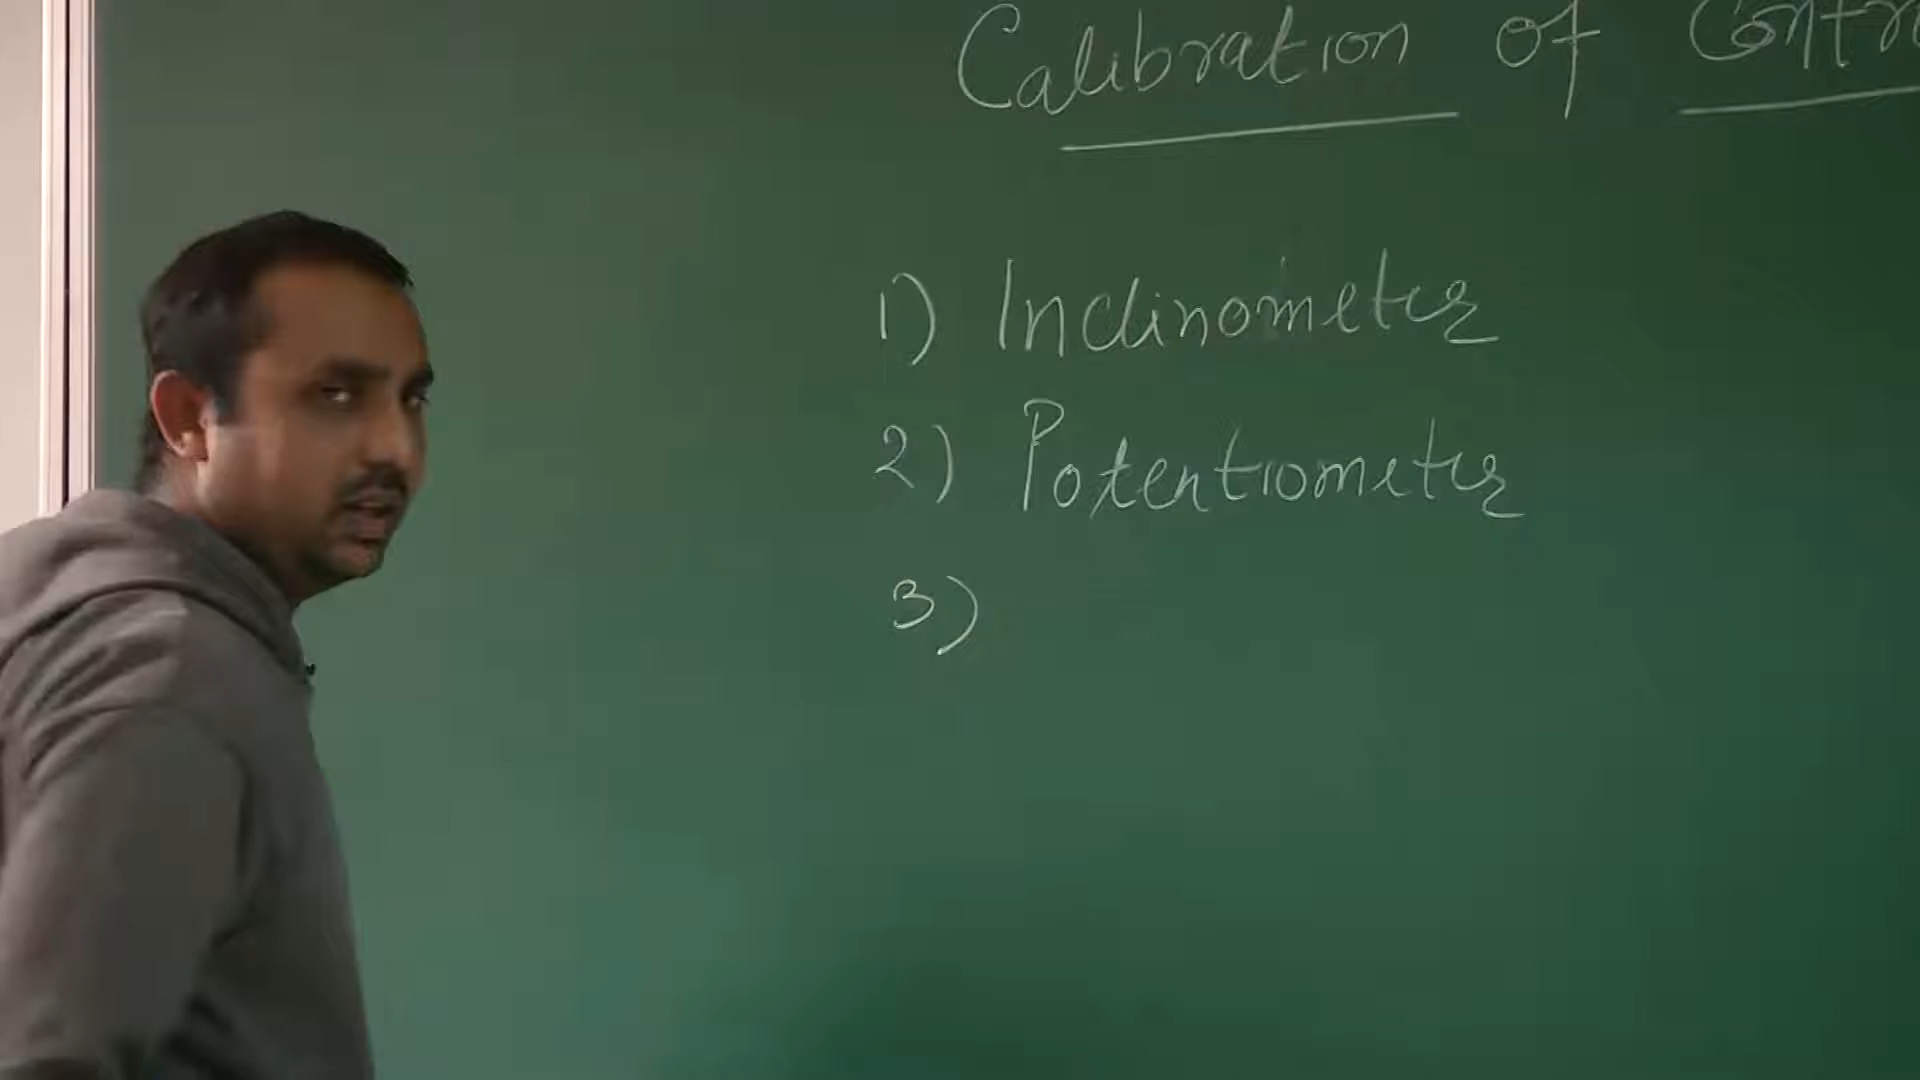 Calibration of Contr
1) Inclinometer
2) Potentiometer
3)